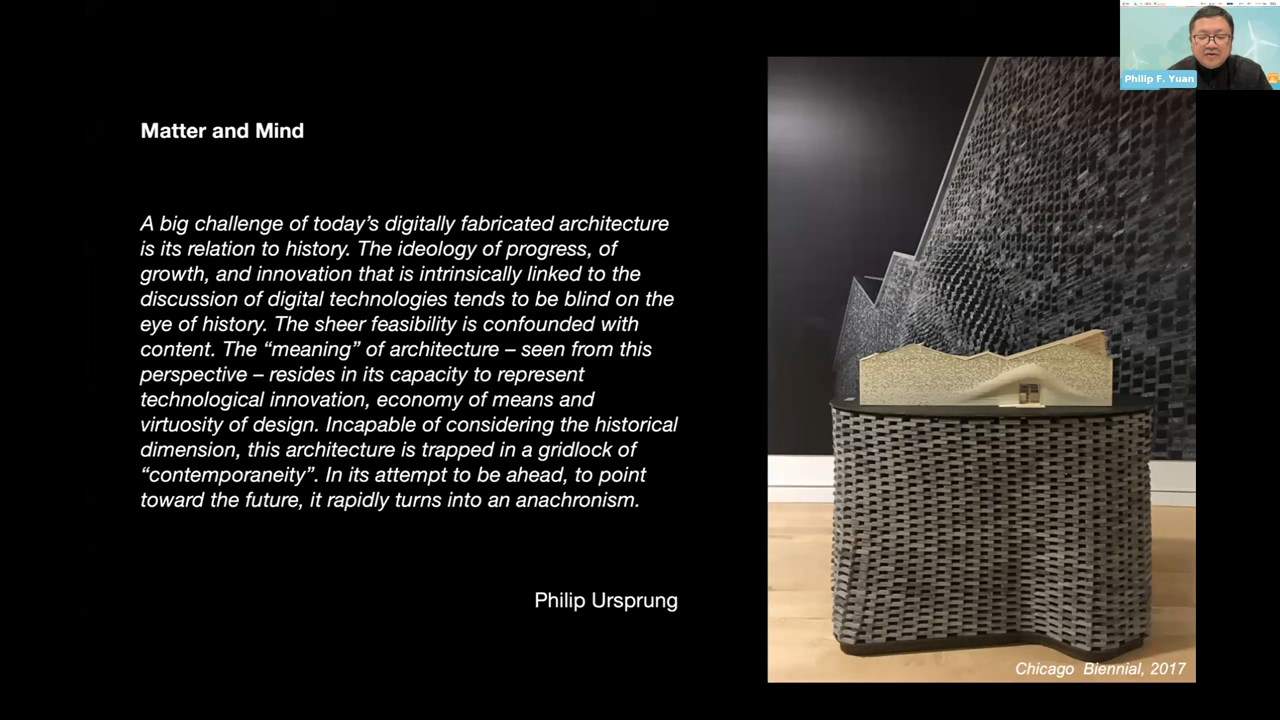 Philip F. Yuan
Matter and Mind
A big challenge of today’s digitally fabricated architecture
is its relation to history. The ideology of progress, of
growth, and innovation that is intrinsically linked to the
discussion of digital technologies tends to be blind on the
eye of history. The sheer feasibility is confounded with
content. The “meaning” of architecture – seen from this
perspective – resides in its capacity to represent
technological innovation, economy of means and
virtuosity of design. Incapable of considering the historical
dimension, this architecture is trapped in a gridlock of
“contemporaneity”. In its attempt to be ahead, to point
toward the future, it rapidly turns into an anachronism.
Philip Ursprung
Chicago Biennial, 2017